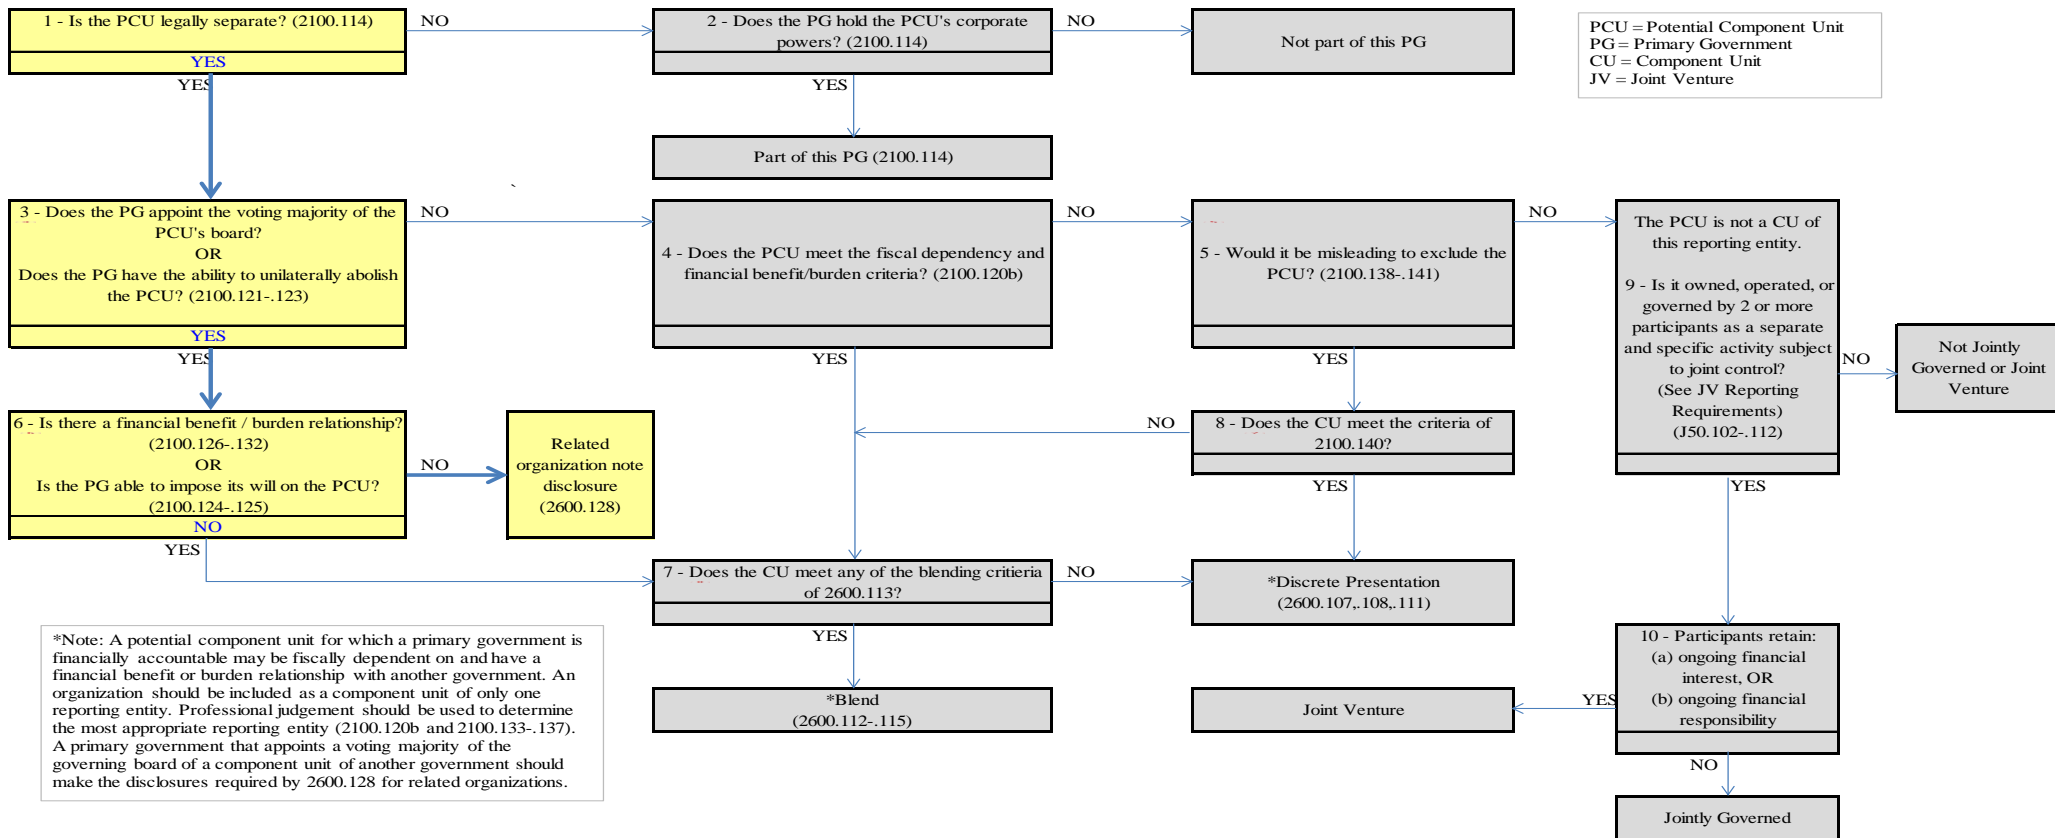 1 - Is the PCU legally separate? (2100.114)
YES
YES
NO
2 - Does the PG hold the PCU's corporate
powers? (2100.114)
NO
Not part of this PG
PCU = Potential Component Unit
PG = Primary Government
CU = Component Unit
JV = Joint Venture
YES
Part of this PG (2100.114)
`
3 - Does the PG appoint the voting majority of the
PCU's board?
OR
Does the PG have the ability to unilaterally abolish
the PCU? (2100.121-.123)
YES
YES
NO
4 - Does the PCU meet the fiscal dependency and
financial benefit/burden criteria? (2100.120b)
YES
NO
5 - Would it be misleading to exclude the
PCU? (2100.138-.141)
YES
NO
The PCU is not a CU of
this reporting entity.
9 - Is it owned, operated, or
governed by 2 or more
participants as a separate
and specific activity subject
to joint control?
(See JV Reporting
Requirements)
(J50.102-.112)
YES
NO
Not Jointly
Governed or Joint
Venture
6 - Is there a financial benefit / burden relationship?
(2100.126-.132)
OR
Is the PG able to impose its will on the PCU?
(2100.124-.125)
NO
YES
NO
Related
organization note
disclosure
(2600.128)
NO
8 - Does the CU meet the criteria of
2100.140?
YES
7 - Does the CU meet any of the blending critieria
of 2600.113?
YES
NO
*Discrete Presentation
(2600.107,.108,.111)
*Note: A potential component unit for which a primary government is
financially accountable may be fiscally dependent on and have a
financial benefit or burden relationship with another government. An
organization should be included as a component unit of only one
reporting entity. Professional judgement should be used to determine
the most appropriate reporting entity (2100.120b and 2100.133-.137).
A primary government that appoints a voting majority of the
governing board of a component unit of another government should
make the disclosures required by 2600.128 for related organizations.
*Blend
(2600.112-.115)
Joint Venture
YES
10 - Participants retain:
(a) ongoing financial
interest, OR
(b) ongoing financial
responsibility
NO
Jointly Governed